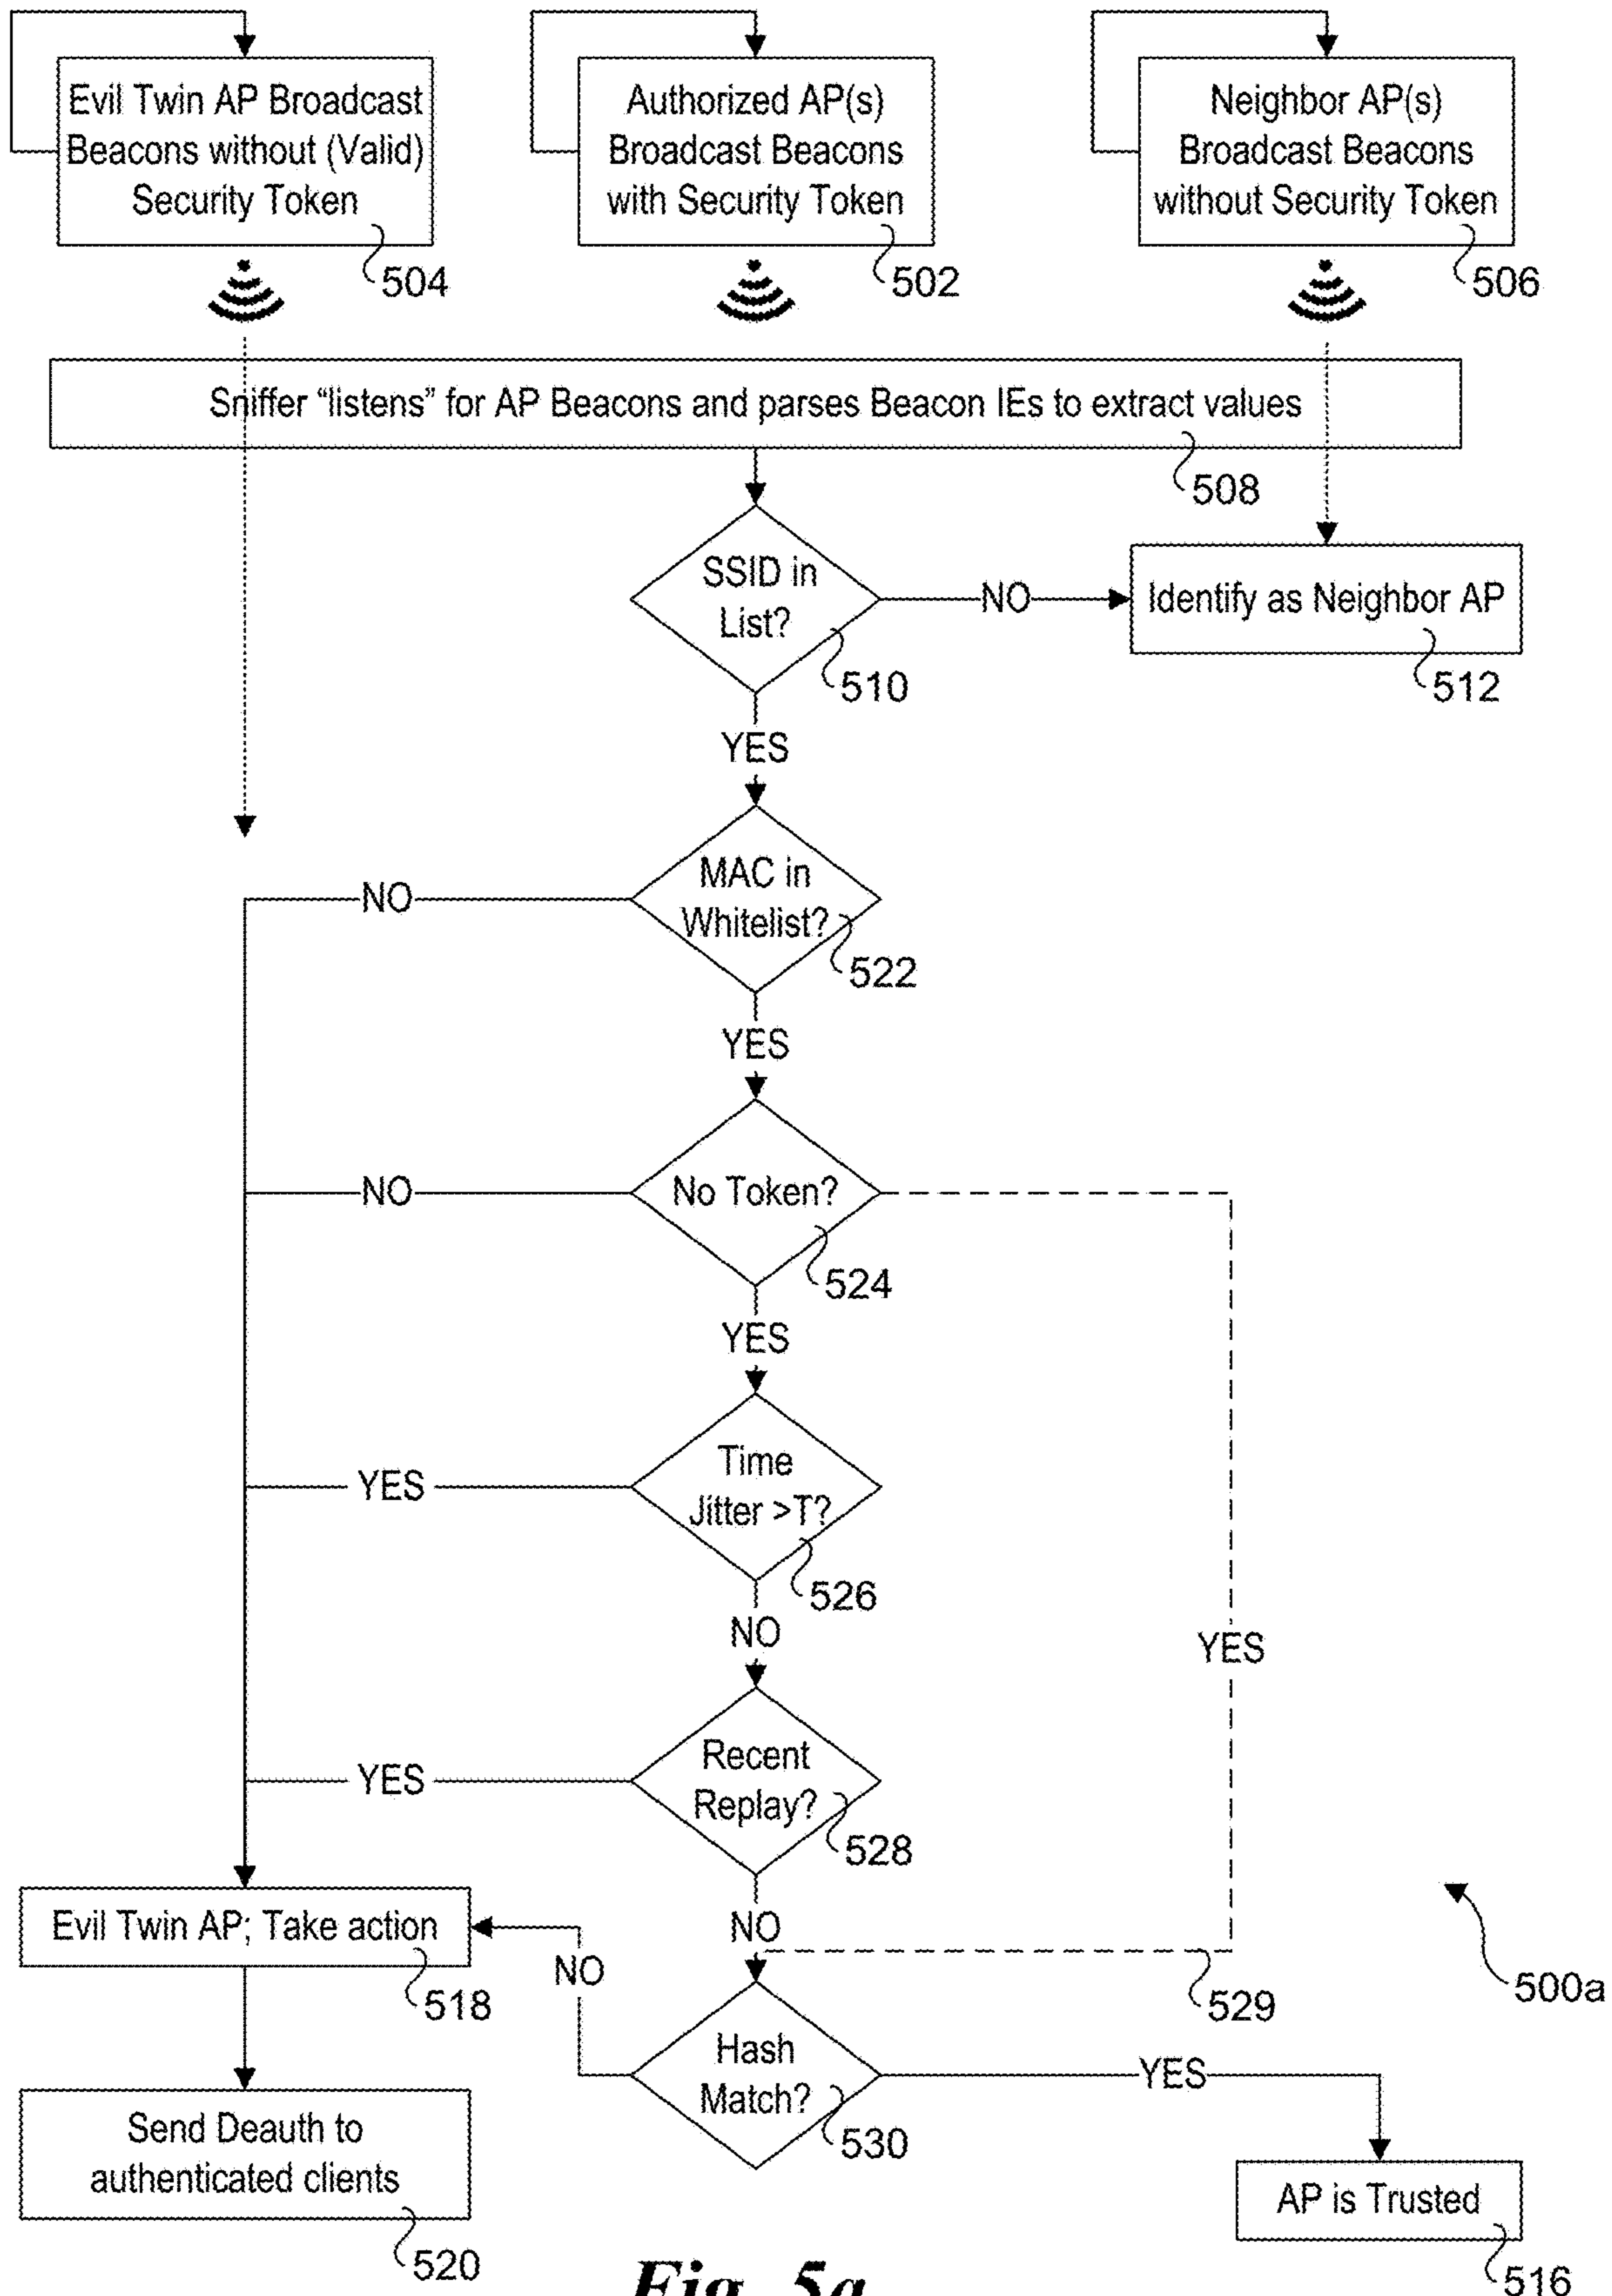 Evil Twin AP Broadcast
Beacons without (Valid)
Security Token
504
Authorized AP(s)
Broadcast Beacons
with Security Token
502
Neighbor AP(s)
Broadcast Beacons
without Security Token
506
Sniffer “listens” for AP Beacons and parses Beacon IEs to extract values
508
SSID in
List?
510
NO
Identify as Neighbor AP
512
YES
MAC in
Whitelist?
522
NO
YES
No Token?
524
NO
YES
Time
Jitter >T?
526
YES
NO
YES
Recent
Replay?
528
YES
NO
Evil Twin AP; Take action
518
NO
529
500a
Hash
Match?
530
YES
Send Deauth to
authenticated clients
520
AP is Trusted
516
Fig. 5a